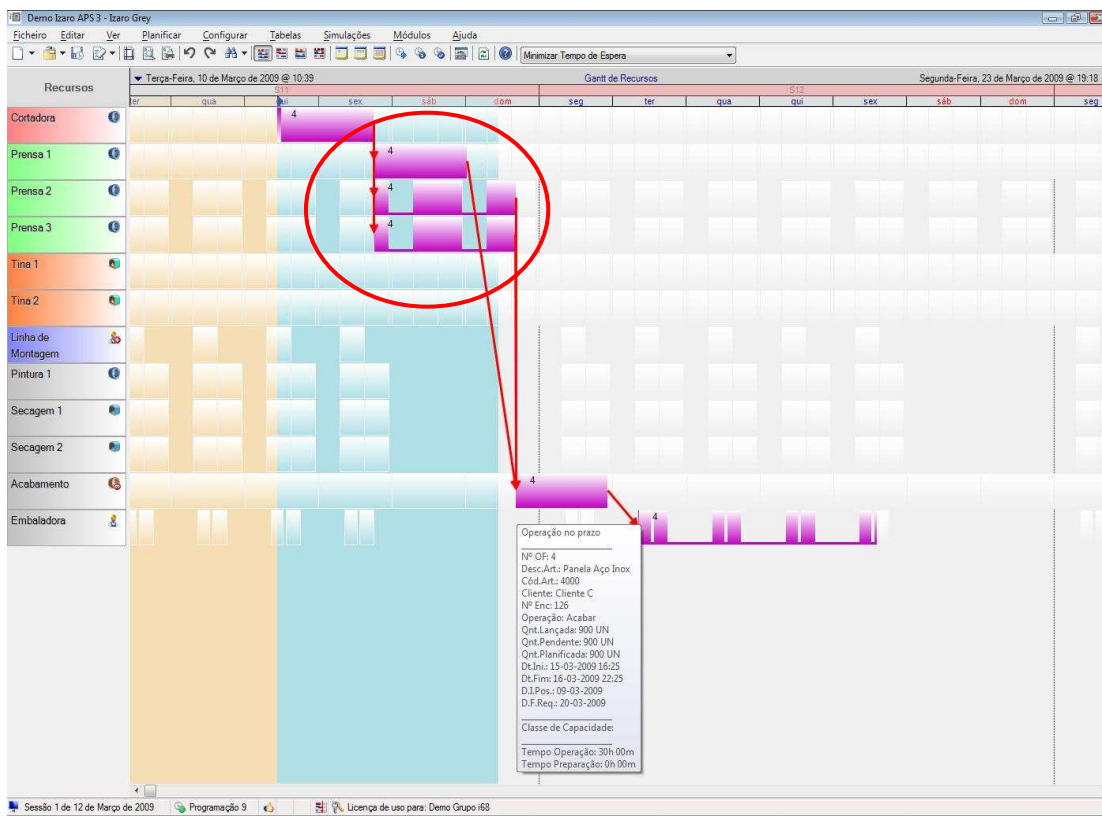 Demo Izaro APS 3 - Izaro Grey
Ficheiro Editar Ver Planificar Configurar Tabelas Simulações Módulos Ajuda
Minimizar Tempo de Espera
Recursos
Terça-Feira, 10 de Março de 2009 @ 10:39 Gantt de Recursos Segunda-Feira, 23 de Março de 2009 @ 19:18
S11 S12
ter qua qui sex sáb dom seg ter qua qui sex sáb dom seg
Cortadora 4
Prensa 1 4
Prensa 2 4
Prensa 3 4
Tina 1
Tina 2
Linha de
Montagem
Pintura 1
Secagem 1
Secagem 2
Acabamento 4
Embaladora 4
Operação no prazo
Nº OF: 4
Desc.Art.: Panela Aço Inox
Cód.Art.: 4000
Cliente: Cliente C
Nº Enc: 126
Operação: Acabar
Qnt.Lançada: 900 UN
Qnt.Pendente: 900 UN
Qnt.Planificada: 900 UN
Dt.Ini.: 15-03-2009 16:25
Dt.Fim: 16-03-2009 22:25
D.I.Pos.: 09-03-2009
D.F.Req.: 20-03-2009
Classe de Capacidade:
Tempo Operação: 30h 00m
Tempo Preparação: 0h 00m
Sessão 1 de 12 de Março de 2009 Programação 9 Licença de uso para: Demo Grupo i68